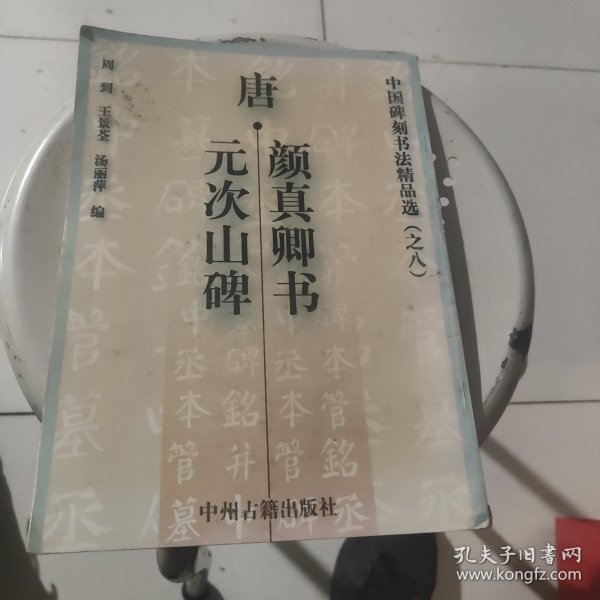 中国碑刻书法精品选(之八)
唐·颜真卿书
元次山碑
周到 王景荃 汤丽萍 编
中州古籍出版社
孔夫子旧书网
www.kongfz.com